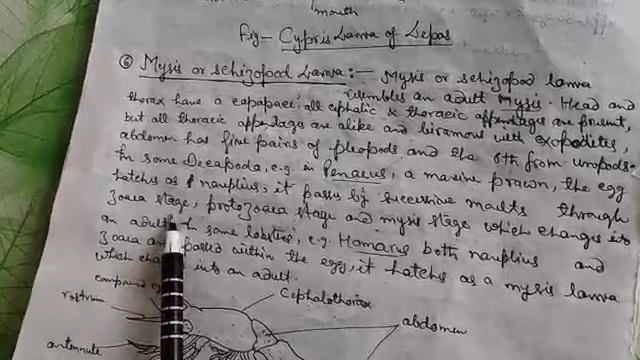 mouth
Fig- Cypris Larva of Lepas
⑥ Mysis or schizopod Larva:- Mysis or schizopod larva
resembles an adult Mysis. Head and
thorax have a capapace. all cephalic & thoracic appendages are present,
but all thoracic appendages are alike and biramous with exopodites,
abdomen has five pairs of pleopods and the 6th from uropods.
In some Decapoda, e.g. in Penaeus, a marine prawn, the egg
hatches as nauplius, it passes by successive moults through
Zoaea stage, protozoaea stage and mysis stage which changes into
an adult. In some lobsters, e.g. Homarus both nauplius and
Zoaea are passed within the eggs, it hatchs as a mysis larva
which into an adult.
compound
rostrum
Cephalothorax
abdomen
antennule